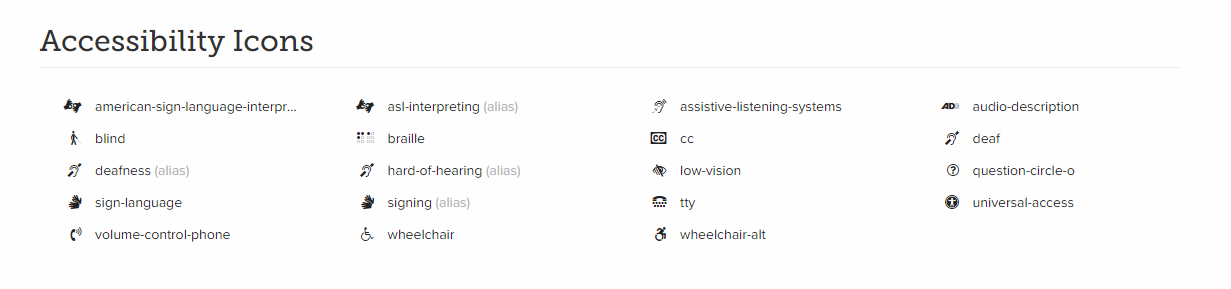 Accessibility Icons
american-sign-language-interpr... asl-interpreting (alias) assistive-listening-systems audio-description
blind braille cc deaf
deafness (alias) hard-of-hearing (alias) low-vision question-circle-o
sign-language signing (alias) tty universal-access
volume-control-phone wheelchair wheelchair-alt